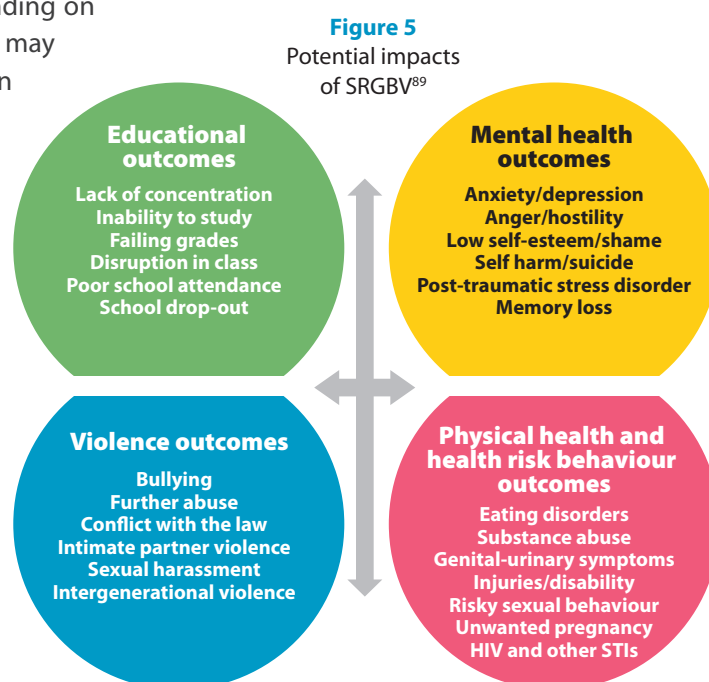 nding on
may
n
Figure 5
Potential impacts
of SRGBV89
Educational
outcomes
Lack of concentration
Inability to study
Failing grades
Disruption in class
Poor school attendance
School drop-out
Mental health
outcomes
Anxiety/depression
Anger/hostility
Low self-esteem/shame
Self harm/suicide
Post-traumatic stress disorder
Memory loss
Violence outcomes
Bullying
Further abuse
Conflict with the law
Intimate partner violence
Sexual harassment
Intergenerational violence
Physical health and
health risk behaviour
outcomes
Eating disorders
Substance abuse
Genital-urinary symptoms
Injuries/disability
Risky sexual behaviour
Unwanted pregnancy
HIV and other STIs